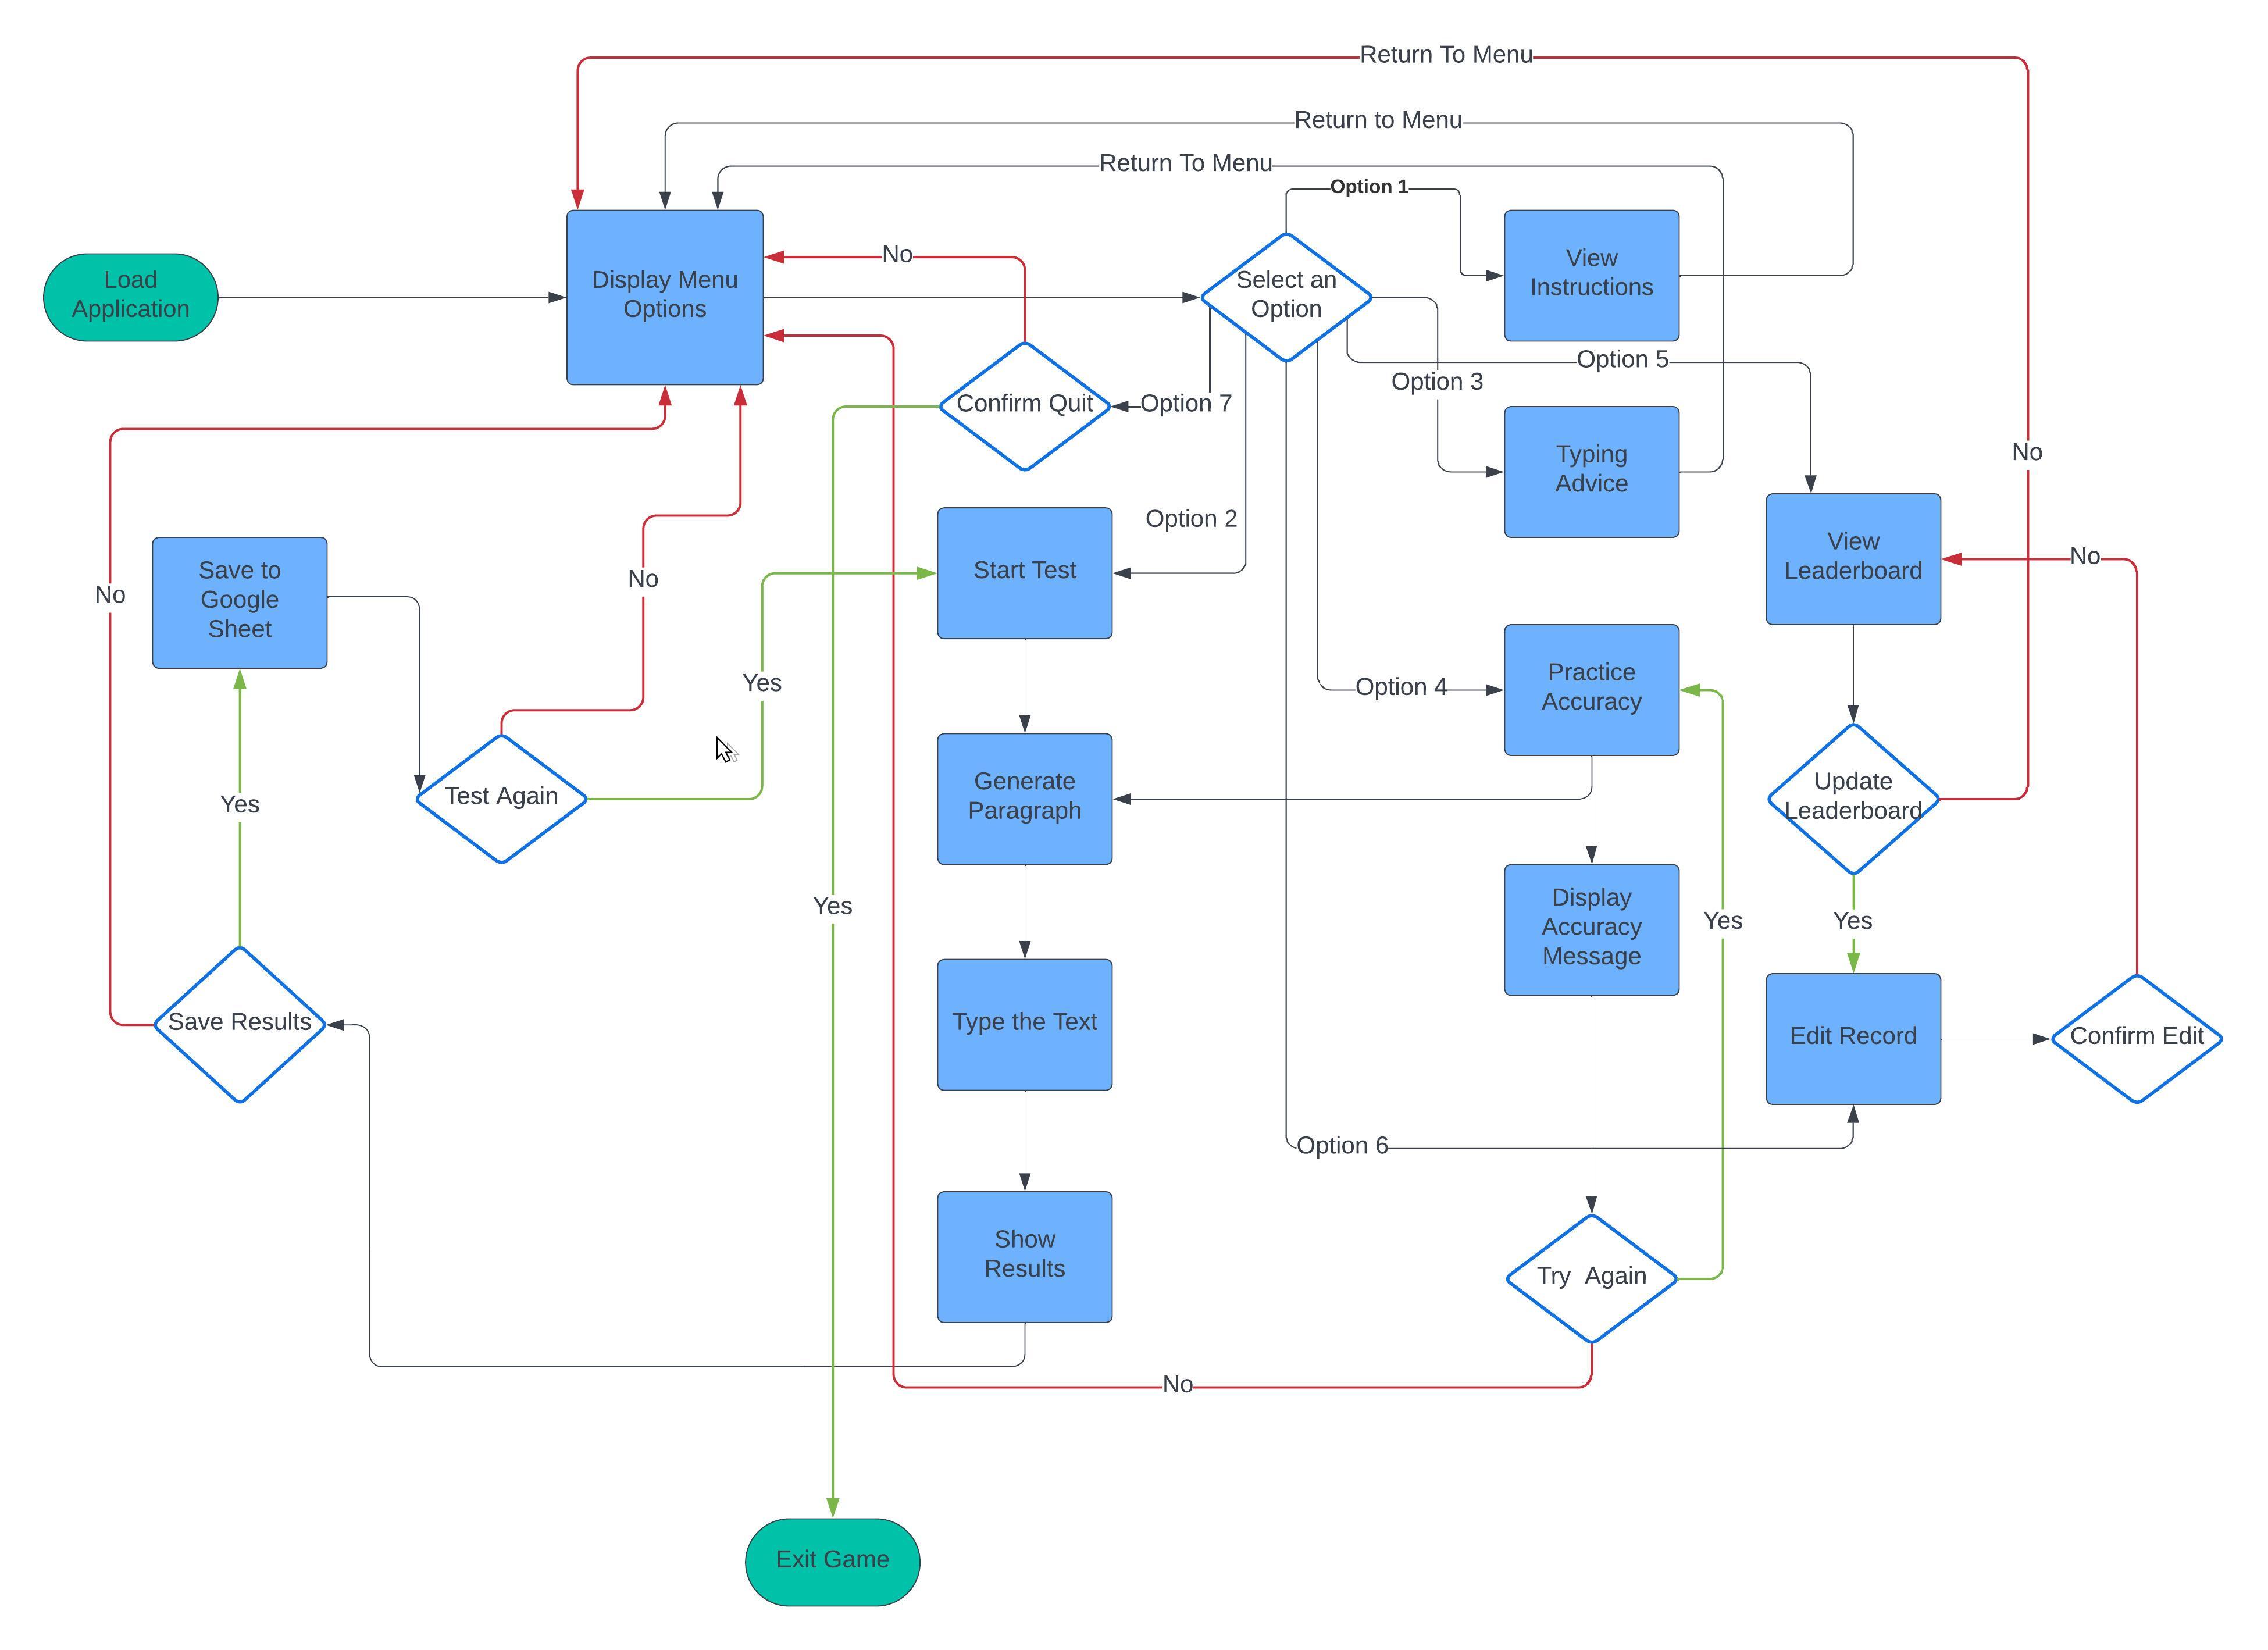 Return To Menu
Return to Menu
Return To Menu
Option 1
Load
Application
Display Menu
Options
No
Select an
Option
View
Instructions
Option 5
Option 3
Confirm Quit
Option 7
Typing
Advice
No
Option 2
Save to
Google
Sheet
No
No
Start Test
View
Leaderboard
No
Yes
Option 4
Practice
Accuracy
Yes
Test Again
Generate
Paragraph
Update
Leaderboard
Yes
Display
Accuracy
Message
Yes
Yes
Save Results
Type the Text
Edit Record
Confirm Edit
Option 6
Show
Results
Try  Again
No
Exit Game